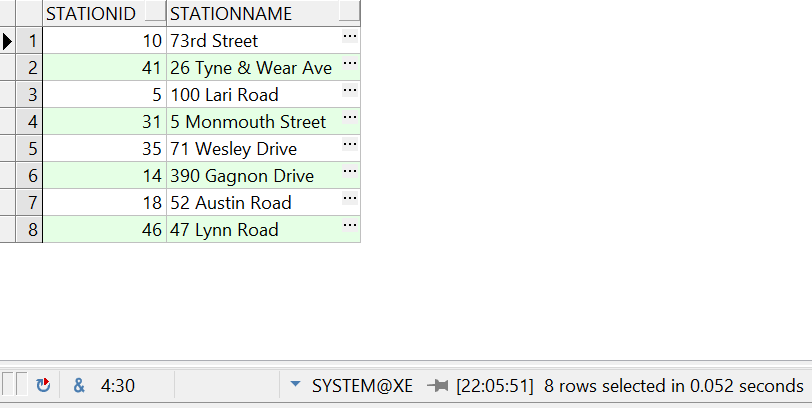 STATIONID STATIONNAME
1 10 73rd Street ...
2 41 26 Tyne & Wear Ave ...
3 5 100 Lari Road ...
4 31 5 Monmouth Street ...
5 35 71 Wesley Drive ...
6 14 390 Gagnon Drive ...
7 18 52 Austin Road ...
8 46 47 Lynn Road ...
& 4:30 SYSTEM@XE [22:05:51] 8 rows selected in 0.052 seconds